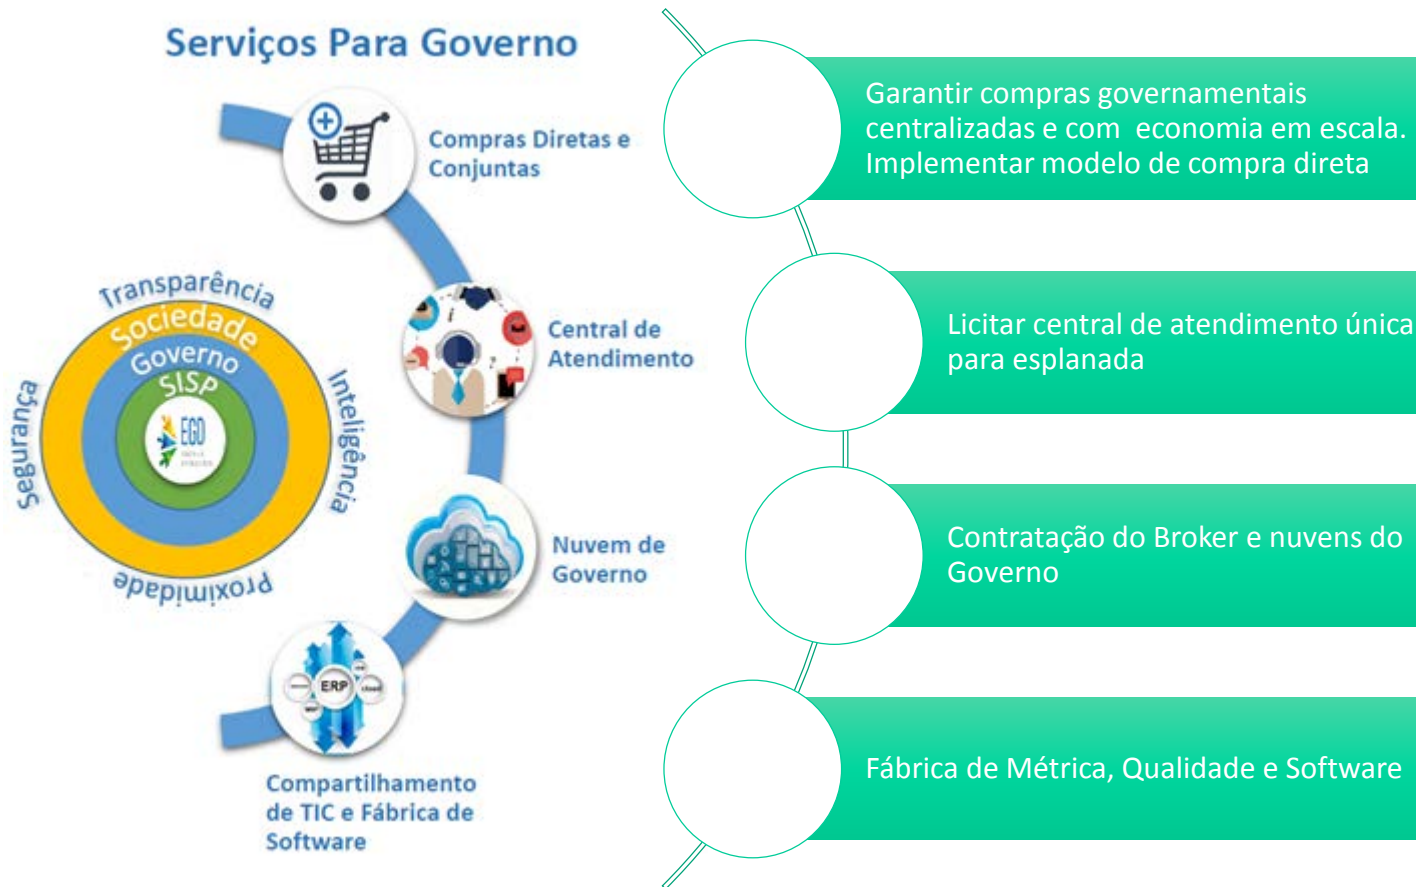 Serviços Para Governo
Compras Diretas e
Conjuntas
Central de
Atendimento
Nuvem de
Governo
ERP
Compartilhamento
de TIC e Fábrica de
Software
Transparência
Sociedade
Governo
SISP
EGD
Segurança
Inteligência
Proximidade
Garantir compras governamentais
centralizadas e com  economia em escala.
Implementar modelo de compra direta
Licitar central de atendimento única
para esplanada
Contratação do Broker e nuvens do
Governo
Fábrica de Métrica, Qualidade e Software